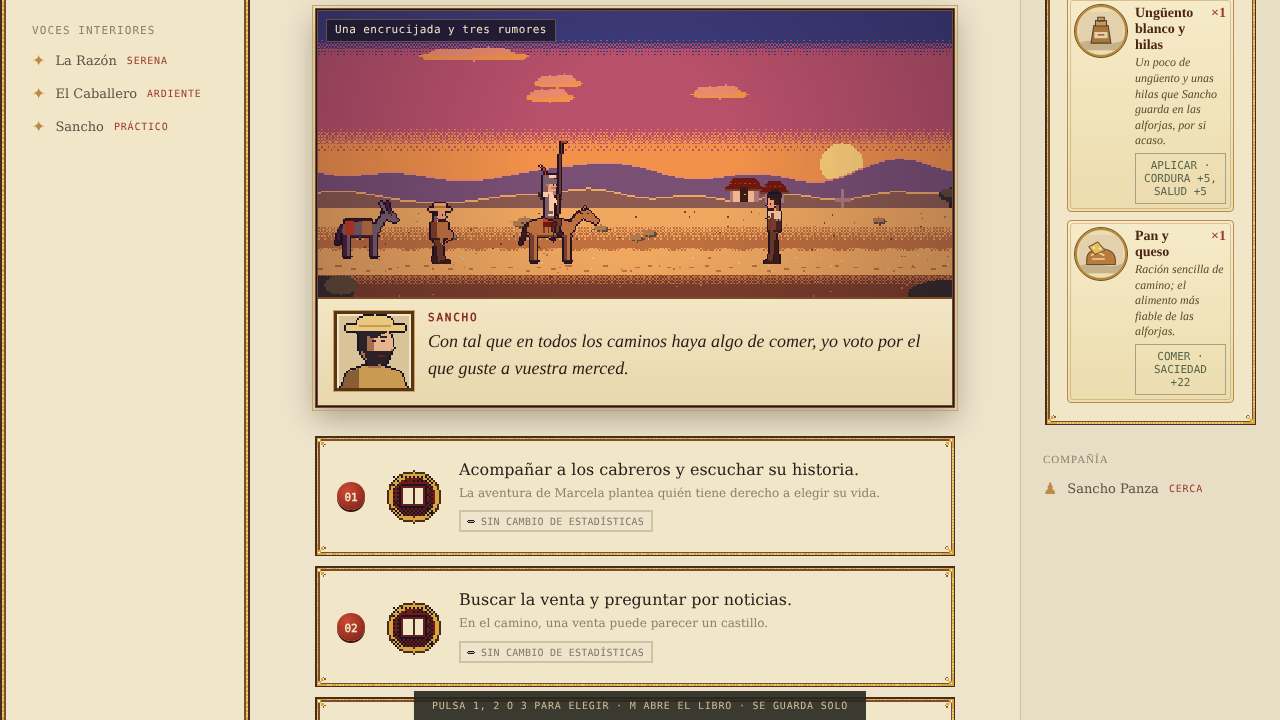 VOCES INTERIORES
La Razón SERENA
El Caballero ARDIENTE
Sancho PRÁCTICO
Una encrucijada y tres rumores
SANCHO
Con tal que en todos los caminos haya algo de comer, yo voto por el
que guste a vuestra merced.
01
Acompañar a los cabreros y escuchar su historia.
La aventura de Marcela plantea quién tiene derecho a elegir su vida.
SIN CAMBIO DE ESTADÍSTICAS
02
Buscar la venta y preguntar por noticias.
En el camino, una venta puede parecer un castillo.
SIN CAMBIO DE ESTADÍSTICAS
PULSA 1, 2 O 3 PARA ELEGIR · M ABRE EL LIBRO · SE GUARDA SOLO
Ungüento ×1
blanco y
hilas
Un poco de
ungüento y unas
hilas que Sancho
guarda en las
alforjas, por si
acaso.
APLICAR ·
CORDURA +5,
SALUD +5
Pan y ×1
queso
Ración sencilla de
camino; el
alimento más
fiable de las
alforjas.
COMER ·
SACIEDAD
+22
COMPAÑÍA
Sancho Panza CERCA